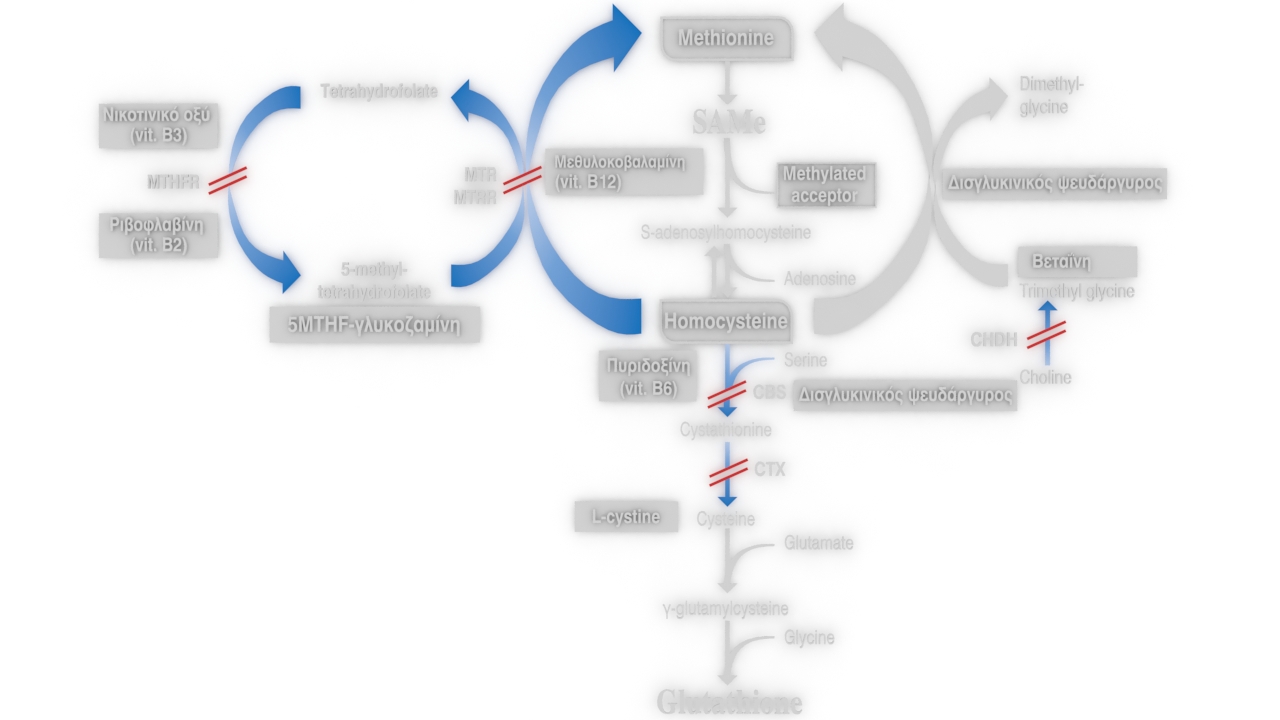 Methionine
Tetrahydrofolate
Dimethyl-
glycine
Νικοτινικό οξύ
(vit. B3)
SAMe
MTHFR
MTR
MTRR
Μεθυλοκοβαλαμίνη
(vit. B12)
Methylated
acceptor
Δισγλυκινικός ψευδάργυρος
Ριβοφλαβίνη
(vit. B2)
S-adenosylhomocysteine
5-methyl-
tetrahydrofolate
Adenosine
Βεταΐνη
Trimethyl glycine
5MTHF-γλυκοζαμίνη
Homocysteine
CHDH
Πυριδοξίνη
(vit. B6)
Serine
CBS
Δισγλυκινικός ψευδάργυρος
Choline
Cystathionine
CTX
L-cystine
Cysteine
Glutamate
γ-glutamylcysteine
Glycine
Glutathione